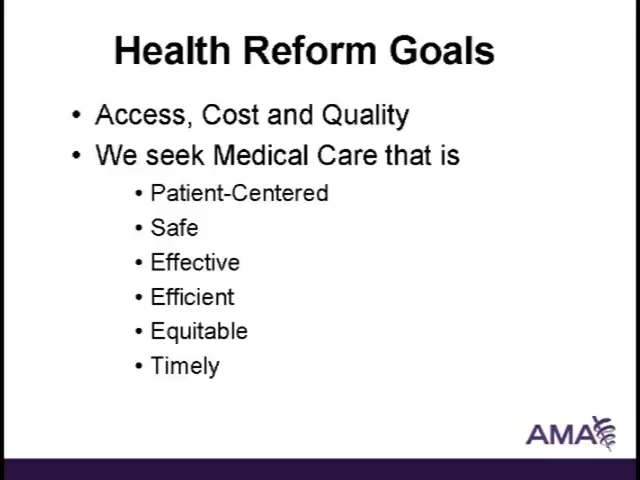 Health Reform Goals
• Access, Cost and Quality
• We seek Medical Care that is
• Patient-Centered
• Safe
• Effective
• Efficient
• Equitable
• Timely
AMA